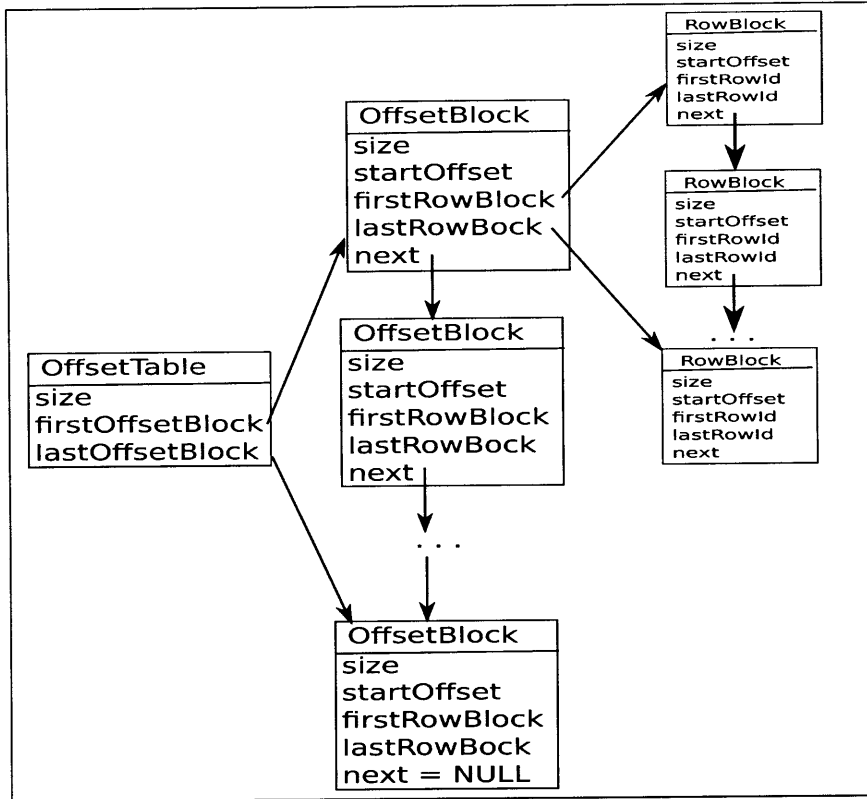 OffsetTable
size
firstOffsetBlock
lastOffsetBlock
OffsetBlock
size
startOffset
firstRowBlock
lastRowBock
next
OffsetBlock
size
startOffset
firstRowBlock
lastRowBock
next
. . .
OffsetBlock
size
startOffset
firstRowBlock
lastRowBock
next = NULL
RowBlock
size
startOffset
firstRowId
lastRowId
next
RowBlock
size
startOffset
firstRowId
lastRowId
next
. . .
RowBlock
size
startOffset
firstRowId
lastRowId
next